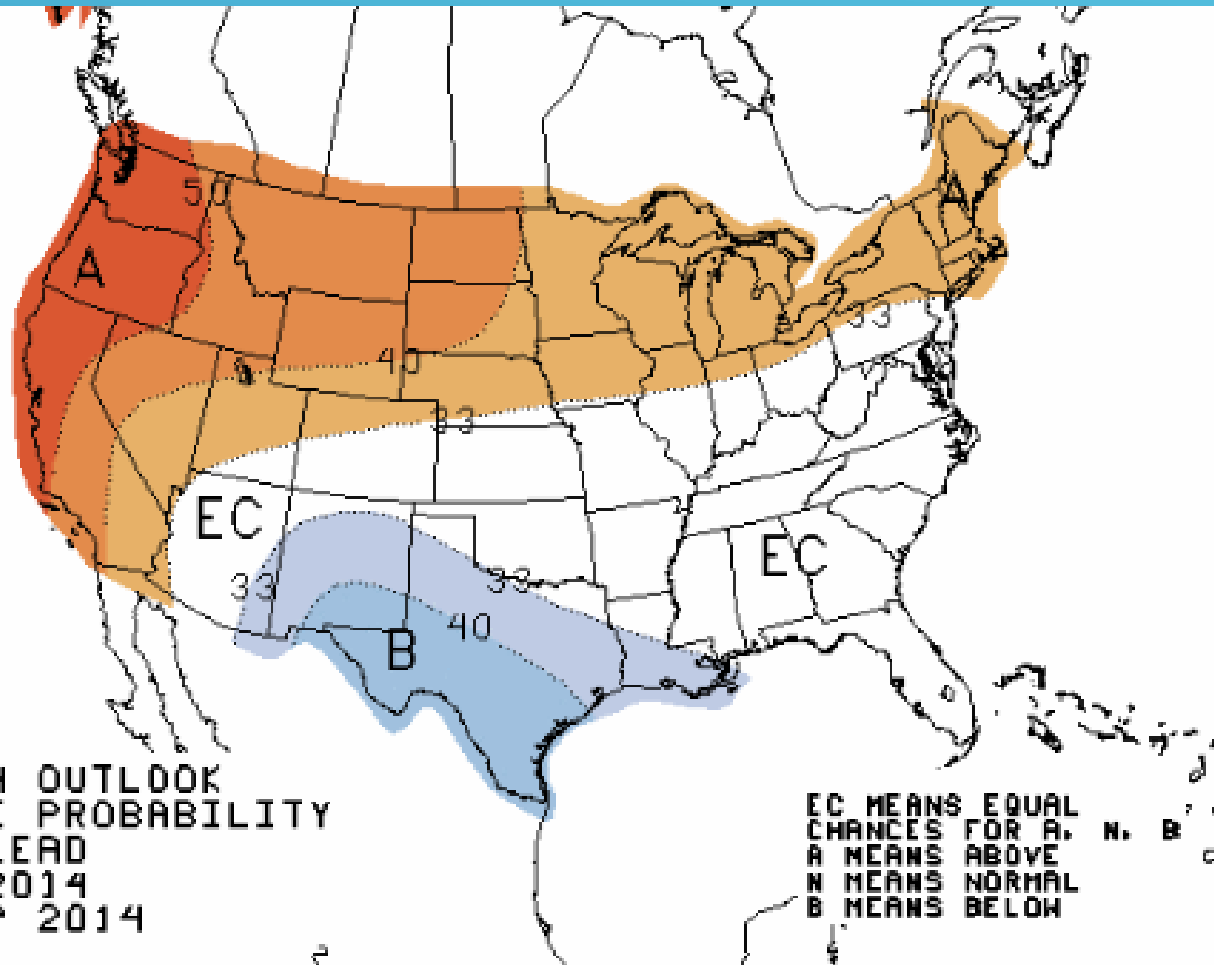 50
A
A
33
40
33
EC
EC
33
33
40
B
OUTLOOK
PROBABILITY
LEAD
2014
2014
EC MEANS EQUAL
CHANCES FOR A, N, B
A MEANS ABOVE
N MEANS NORMAL
B MEANS BELOW